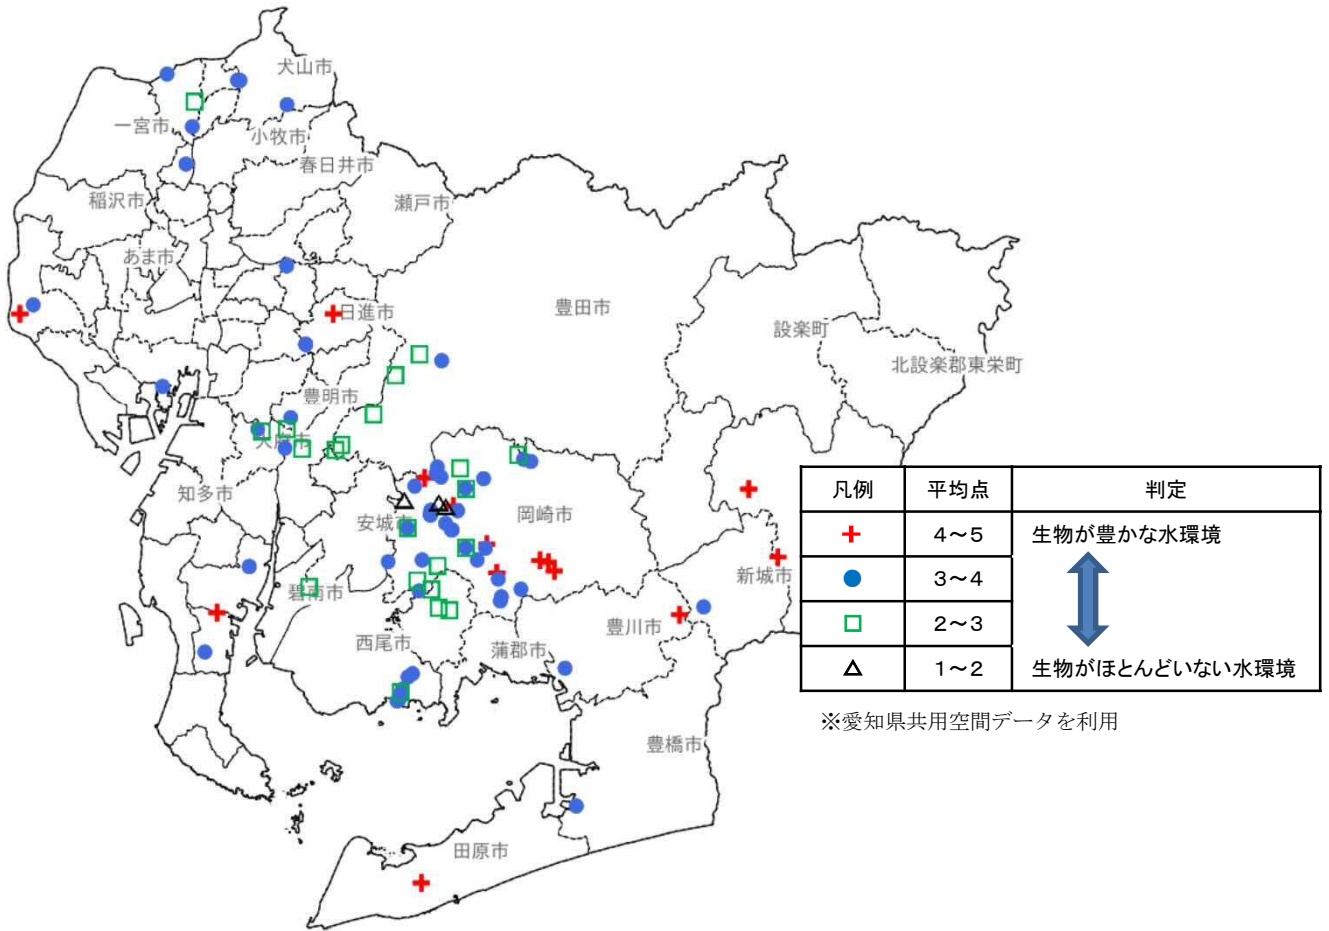 犬山市
一宮市
小牧市
春日井市
稲沢市
瀬戸市
あま市
日進市
豊田市
設楽町
北設楽郡東栄町
豊明市
大府市
知多市
安城市
岡崎市
碧南市
新城市
西尾市
蒲郡市
豊川市
豊橋市
田原市
凡例 平均点 判定
4～5 生物が豊かな水環境
3～4
2～3
1～2 生物がほとんどいない水環境
※愛知県共用空間データを利用